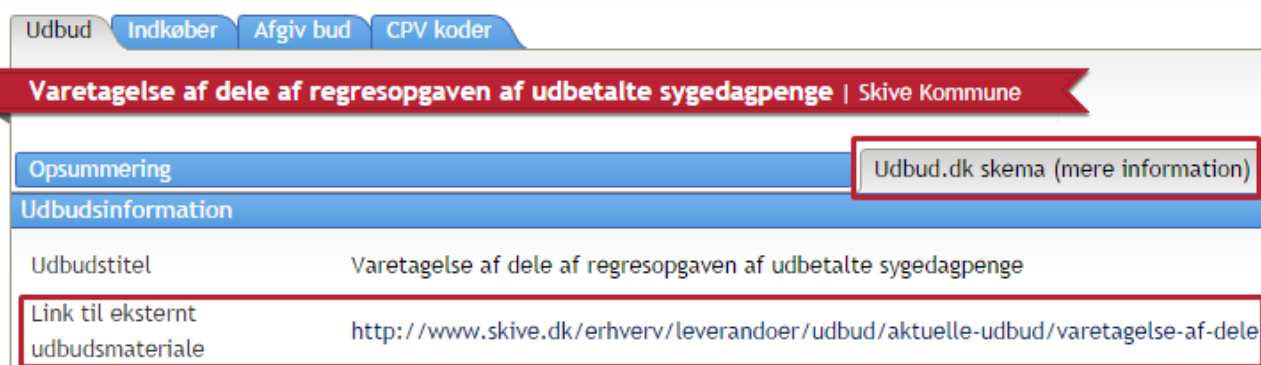 Udbud Indkøber Afgiv bud CPV koder
Varetagelse af dele af regresopgaven af udbetalte sygedagpenge | Skive Kommune
Opsummering Udbud.dk skema (mere information)
Udbudsinformation
Udbudstitel Varetagelse af dele af regresopgaven af udbetalte sygedagpenge
Link til eksternt
udbudsmateriale http://www.skive.dk/erhverv/leverandoer/udbud/aktuelle-udbud/varetagelse-af-dele